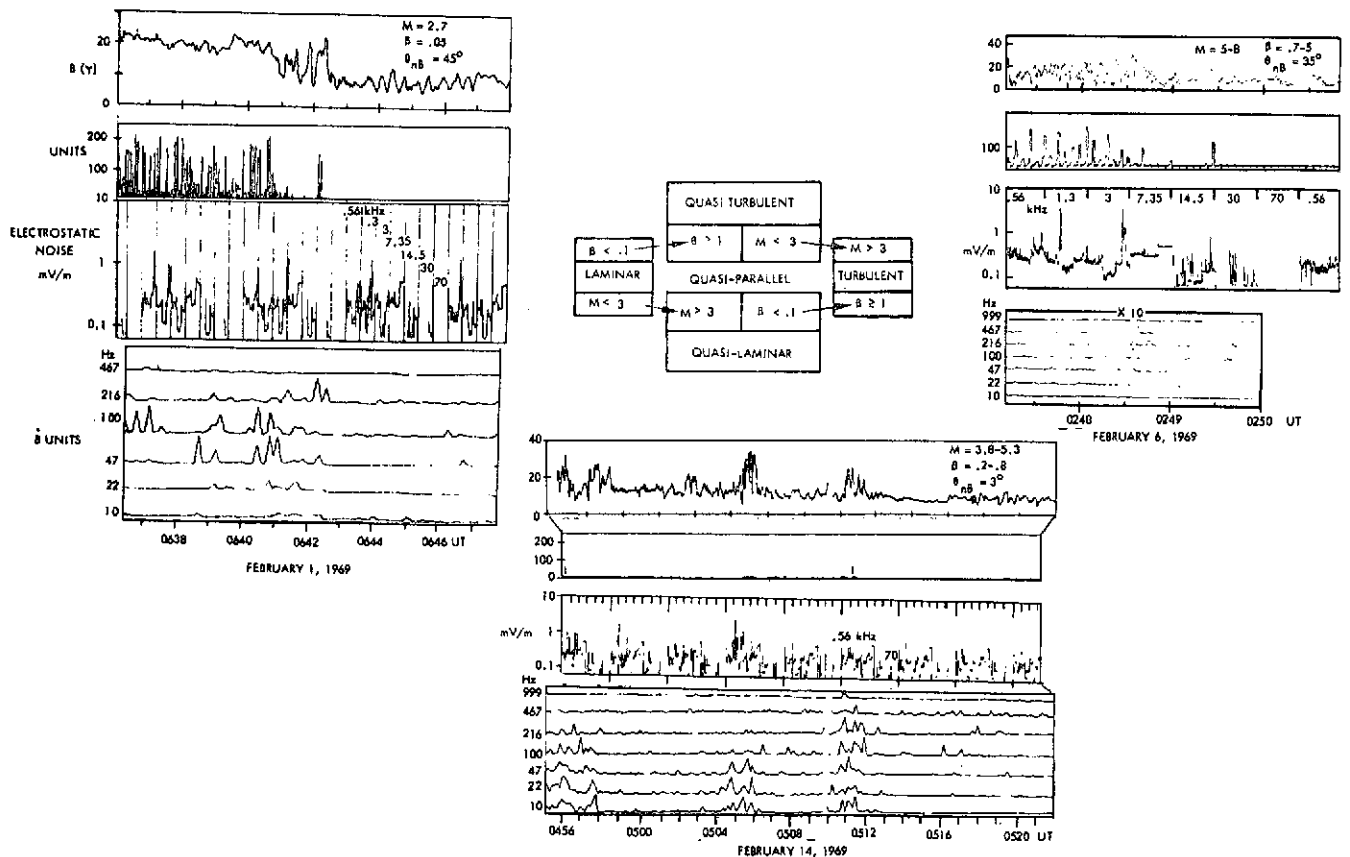 20
B (γ)
0
M = 2.7
β = .05
θnB = 45°
UNITS
200
100
10
ELECTROSTATIC
NOISE
mV/m
1
0.1
.56 kHz
.3
3
7.35
14.5
30
70
Hz
467
216
100
47
22
10
B UNITS
0638 0640 0642 0644 0646 UT
FEBRUARY 1, 1969
QUASI TURBULENT
β < .1
β ≥ 1
M < 3
M > 3
LAMINAR
QUASI-PARALLEL
TURBULENT
M < 3
M > 3
β < .1
β ≥ 1
QUASI-LAMINAR
40
20
0
M = 5-8
β = .7-5
θnB = 35°
100
10
1
mV/m
0.1
.56 1.3 3 7.35 14.5 30 70 .56
kHz
Hz
X 10
999
467
216
100
47
22
10
0248 0249 0250 UT
FEBRUARY 6, 1969
40
20
0
M = 3.8-5.3
β = .2-.8
θnB = 3°
200
100
0
10
mV/m
1
0.1
.56 kHz
70
Hz
999
467
216
100
47
22
10
0456 0500 0504 0508 0512 0516 0520 UT
FEBRUARY 14, 1969